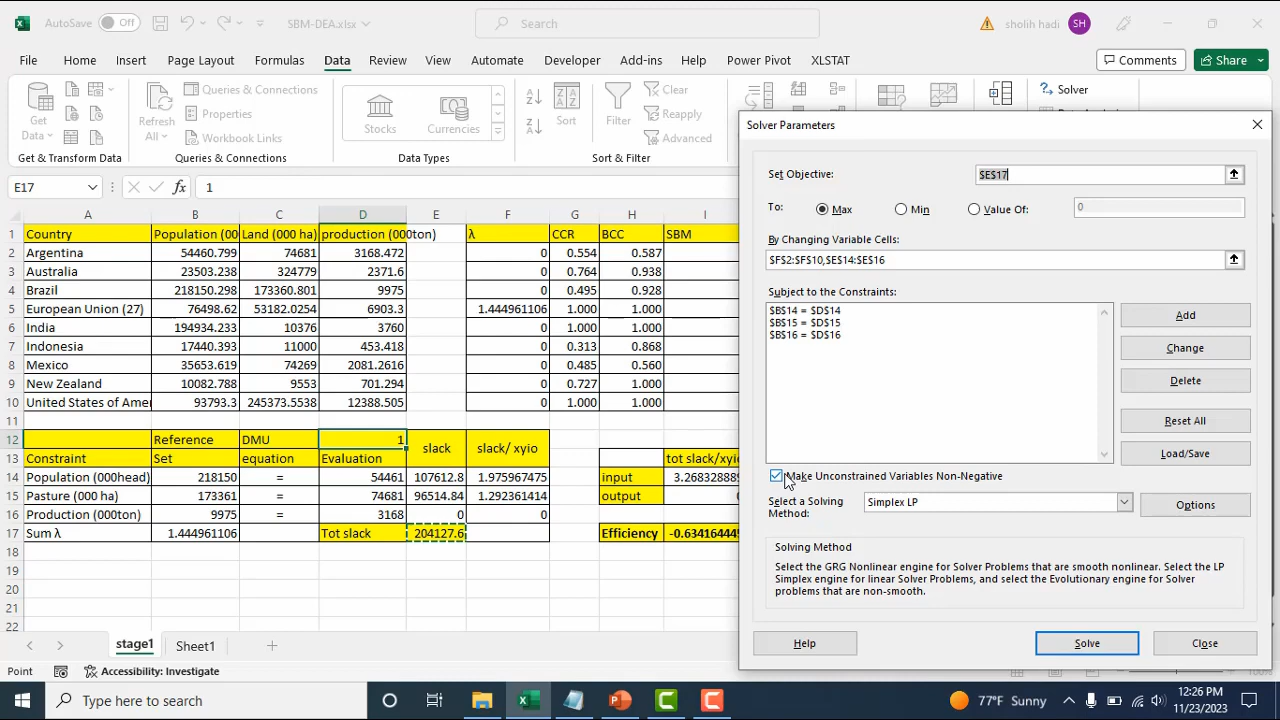 AutoSave Off SBM-DEA.xlsx Search sholih hadi SH
File Home Insert Page Layout Formulas Data Review View Automate Developer Add-ins Help Power Pivot XLSTAT Comments Share
Get Data
Refresh All
Queries & Connections
Properties
Workbook Links
Stocks Currencies
Sort Filter
Clear
Reapply
Advanced
Solver
Get & Transform Data Queries & Connections Data Types Sort & Filter
E17 fx 1
A B C D E F G H I
1 Country Population (00 Land (000 ha) production (000ton) λ CCR BCC SBM
2 Argentina 54460.799 74681 3168.472 0 0.554 0.587
3 Australia 23503.238 324779 2371.6 0 0.764 0.938
4 Brazil 218150.298 173360.801 9975 0 0.495 0.928
5 European Union (27) 76498.62 53182.0254 6903.3 1.444961106 1.000 1.000
6 India 194934.233 10376 3760 0 1.000 1.000
7 Indonesia 17440.393 11000 453.418 0 0.313 0.868
8 Mexico 35653.619 74269 2081.2616 0 0.485 0.560
9 New Zealand 10082.788 9553 701.294 0 0.727 1.000
10 United States of Amer 93793.3 245373.5538 12388.505 0 1.000 1.000
11
12 Reference DMU 1 slack slack/ xyio
13 Constraint Set equation Evaluation tot slack/xyio
14 Population (000head) 218150 = 54461 107612.8 1.975967475 input 3.268328889
15 Pasture (000 ha) 173361 = 74681 96514.84 1.292361414 output
16 Production (000ton) 9975 = 3168 0 0
17 Sum λ 1.444961106 Tot slack 204127.6 Efficiency -0.634164445
18
19
20
21
22
stage1 Sheet1
Point Accessibility: Investigate
Solver Parameters
Set Objective: $E$17
To: Max Min Value Of: 0
By Changing Variable Cells:
$F$2:$F$10,$E$14:$E$16
Subject to the Constraints:
$B$14 = $D$14
$B$15 = $D$15
$B$16 = $D$16
Add
Change
Delete
Reset All
Load/Save
Make Unconstrained Variables Non-Negative
Select a Solving Method: Simplex LP Options
Solving Method
Select the GRG Nonlinear engine for Solver Problems that are smooth nonlinear. Select the LP
Simplex engine for linear Solver Problems, and select the Evolutionary engine for Solver
problems that are non-smooth.
Help Solve Close
Type here to search 77°F Sunny 12:26 PM
11/23/2023